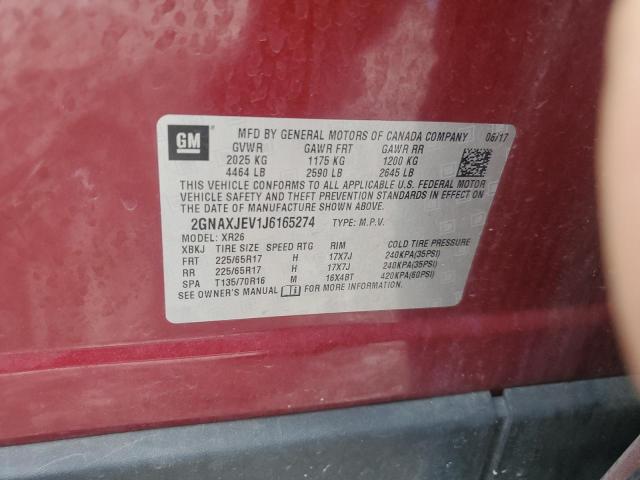 GM
MFD BY GENERAL MOTORS OF CANADA COMPANY 06/17
GVWR GAWR FRT GAWR RR
2025 KG 1175 KG 1200 KG
4464 LB 2590 LB 2645 LB
THIS VEHICLE CONFORMS TO ALL APPLICABLE U.S. FEDERAL MOTOR
VEHICLE SAFETY AND THEFT PREVENTION STANDARDS IN EFFECT ON
THE DATE OF MANUFACTURE SHOWN ABOVE.
2GNAXJEV1J6165274 TYPE: M.P.V.
MODEL: XR26
XBKJ TIRE SIZE SPEED RTG RIM COLD TIRE PRESSURE
FRT 225/65R17 H 17X7J 240KPA(35PSI)
RR 225/65R17 H 17X7J 240KPA(35PSI)
SPA T135/70R16 M 16X4BT 420KPA(60PSI)
SEE OWNER'S MANUAL FOR MORE INFORMATION.